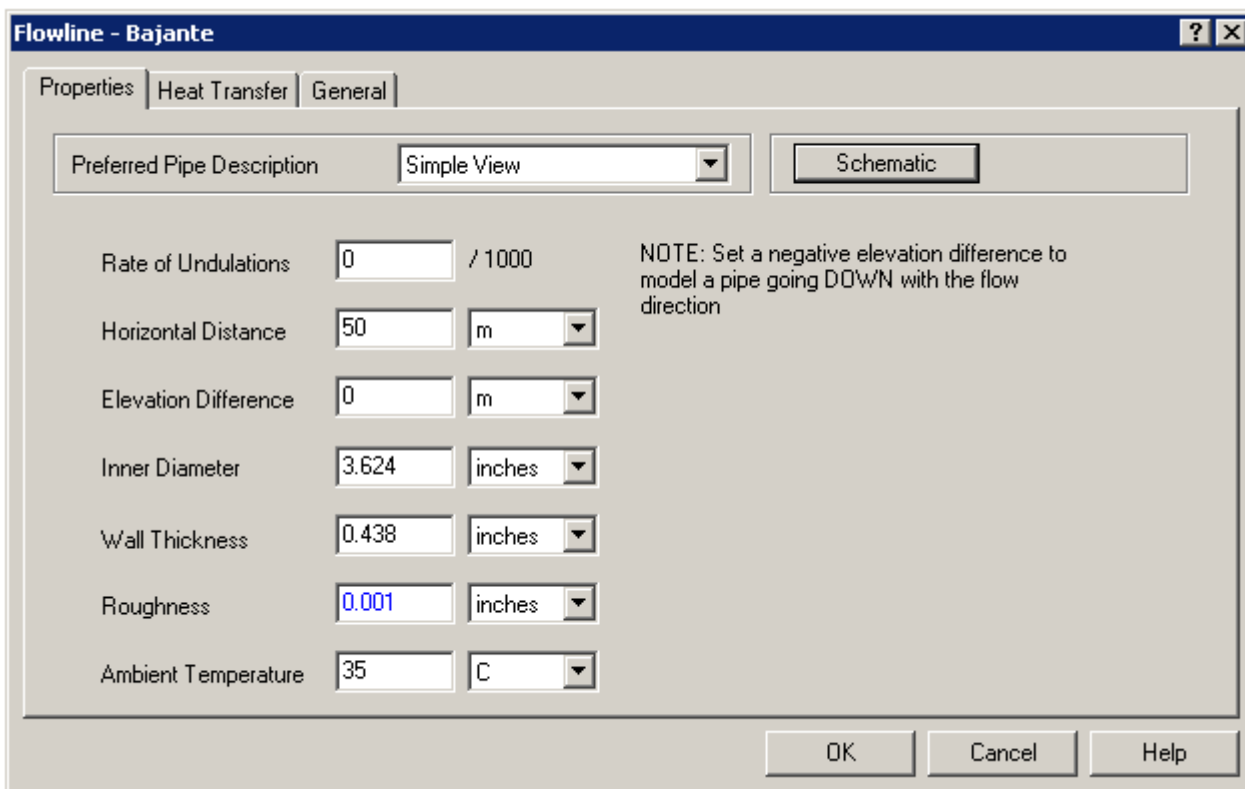 Flowline - Bajante
Properties Heat Transfer General
Preferred Pipe Description Simple View Schematic
Rate of Undulations 0 / 1000
NOTE: Set a negative elevation difference to
model a pipe going DOWN with the flow
direction
Horizontal Distance 50 m
Elevation Difference 0 m
Inner Diameter 3.624 inches
Wall Thickness 0.438 inches
Roughness 0.001 inches
Ambient Temperature 35 C
OK Cancel Help